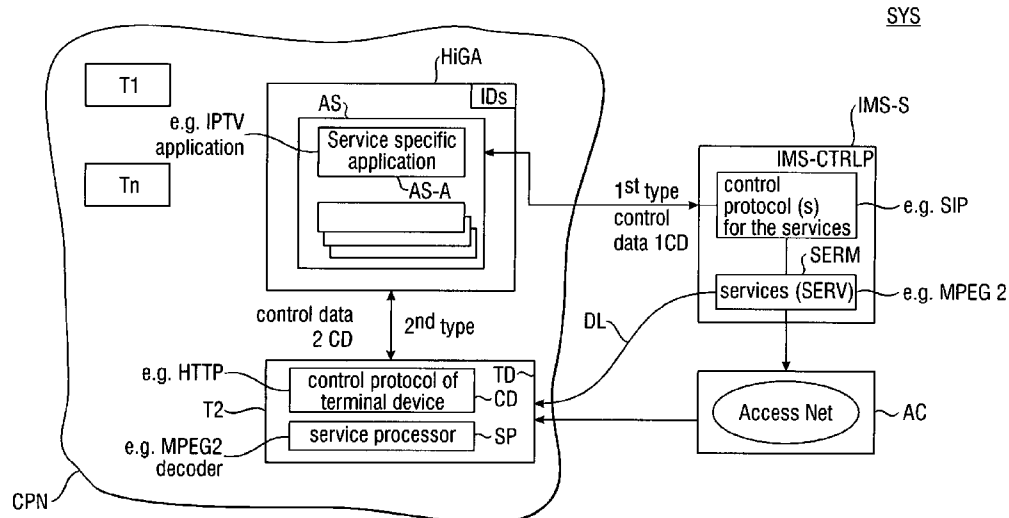 SYS
HiGA
T1
IDs
AS
IMS-S
e.g. IPTV
application
Service specific
application
IMS-CTRLP
Tn
AS-A
1st type
control
data 1CD
control
protocol (s)
for the services
e.g. SIP
SERM
services (SERV)
e.g. MPEG 2
control data
2 CD
2nd type
DL
e.g. HTTP
TD
control protocol of
terminal device
CD
T2
Access Net
AC
service processor
SP
e.g. MPEG2
decoder
CPN